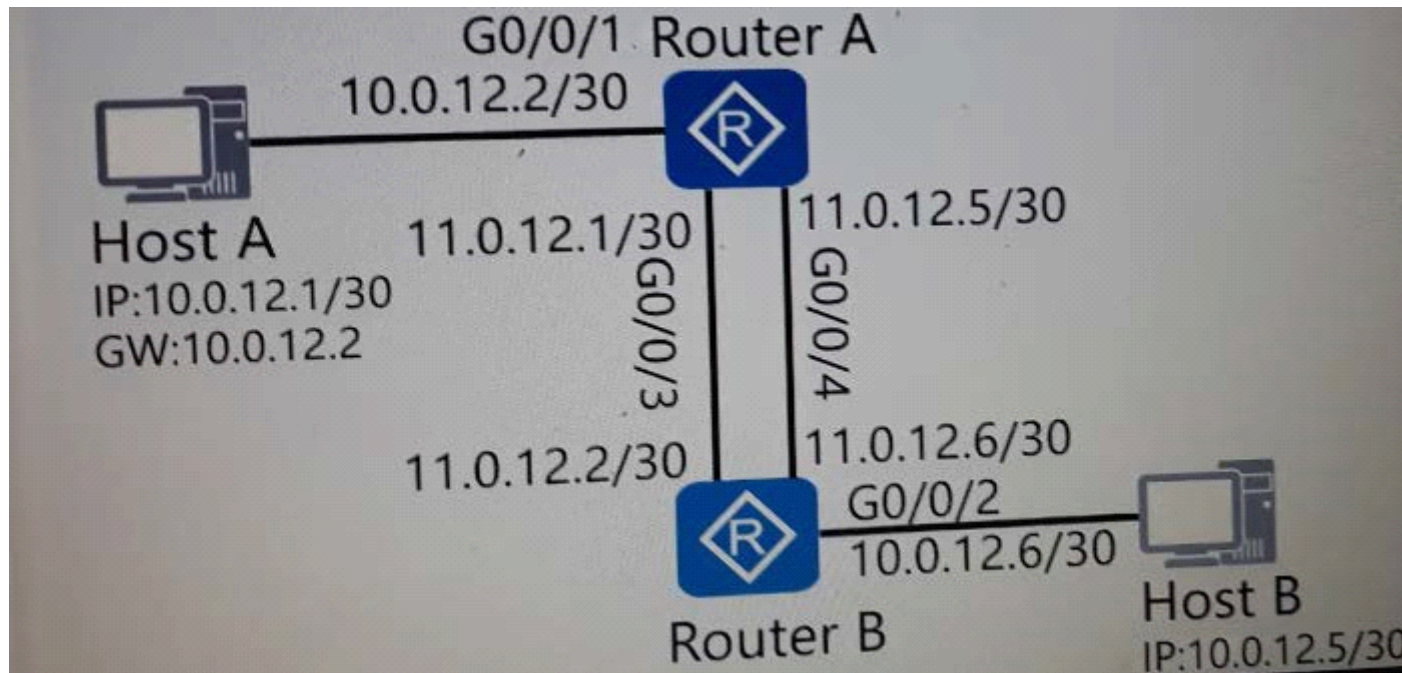 G0/0/1 Router A
10.0.12.2/30
R
Host A
IP:10.0.12.1/30
GW:10.0.12.2
11.0.12.1/30
11.0.12.5/30
G0/0/3
G0/0/4
11.0.12.2/30
11.0.12.6/30
R
G0/0/2
10.0.12.6/30
Router B
Host B
IP:10.0.12.5/30